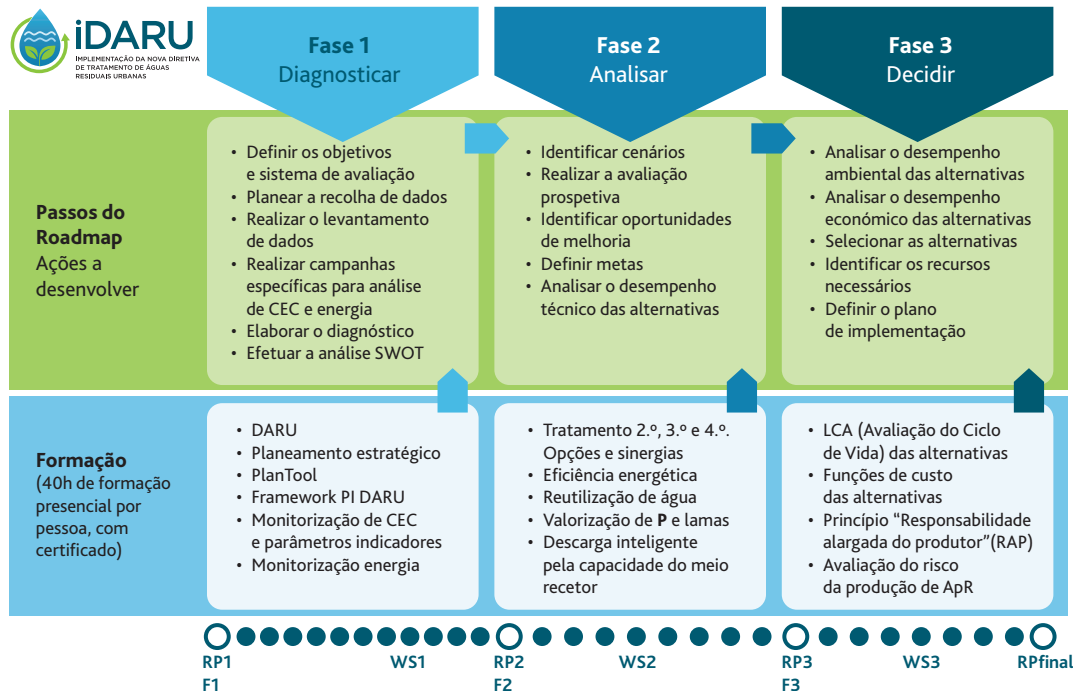 iDARU
IMPLEMENTAÇÃO DA NOVA DIRETIVA
DE TRATAMENTO DE ÁGUAS
RESIDUAIS URBANAS
Fase 1
Diagnosticar
Fase 2
Analisar
Fase 3
Decidir
Passos do
Roadmap
Ações a
desenvolver
• Definir os objetivos
e sistema de avaliação
• Planear a recolha de dados
• Realizar o levantamento
de dados
• Realizar campanhas
específicas para análise
de CEC e energia
• Elaborar o diagnóstico
• Efetuar a análise SWOT
• Identificar cenários
• Realizar a avaliação
prospetiva
• Identificar oportunidades
de melhoria
• Definir metas
• Analisar o desempenho
técnico das alternativas
• Analisar o desempenho
ambiental das alternativas
• Analisar o desempenho
económico das alternativas
• Selecionar as alternativas
• Identificar os recursos
necessários
• Definir o plano
de implementação
Formação
(40h de formação
presencial por
pessoa, com
certificado)
• DARU
• Planeamento estratégico
• PlanTool
• Framework PI DARU
• Monitorização de CEC
e parâmetros indicadores
• Monitorização energia
• Tratamento 2.º, 3.º e 4.º.
Opções e sinergias
• Eficiência energética
• Reutilização de água
• Valorização de P e lamas
• Descarga inteligente
pela capacidade do meio
recetor
• LCA (Avaliação do Ciclo
de Vida) das alternativas
• Funções de custo
das alternativas
• Princípio “Responsabilidade
alargada do produtor”(RAP)
• Avaliação do risco
da produção de ApR
RP1 WS1 RP2 WS2 RP3 WS3 RPfinal
F1 F2 F3